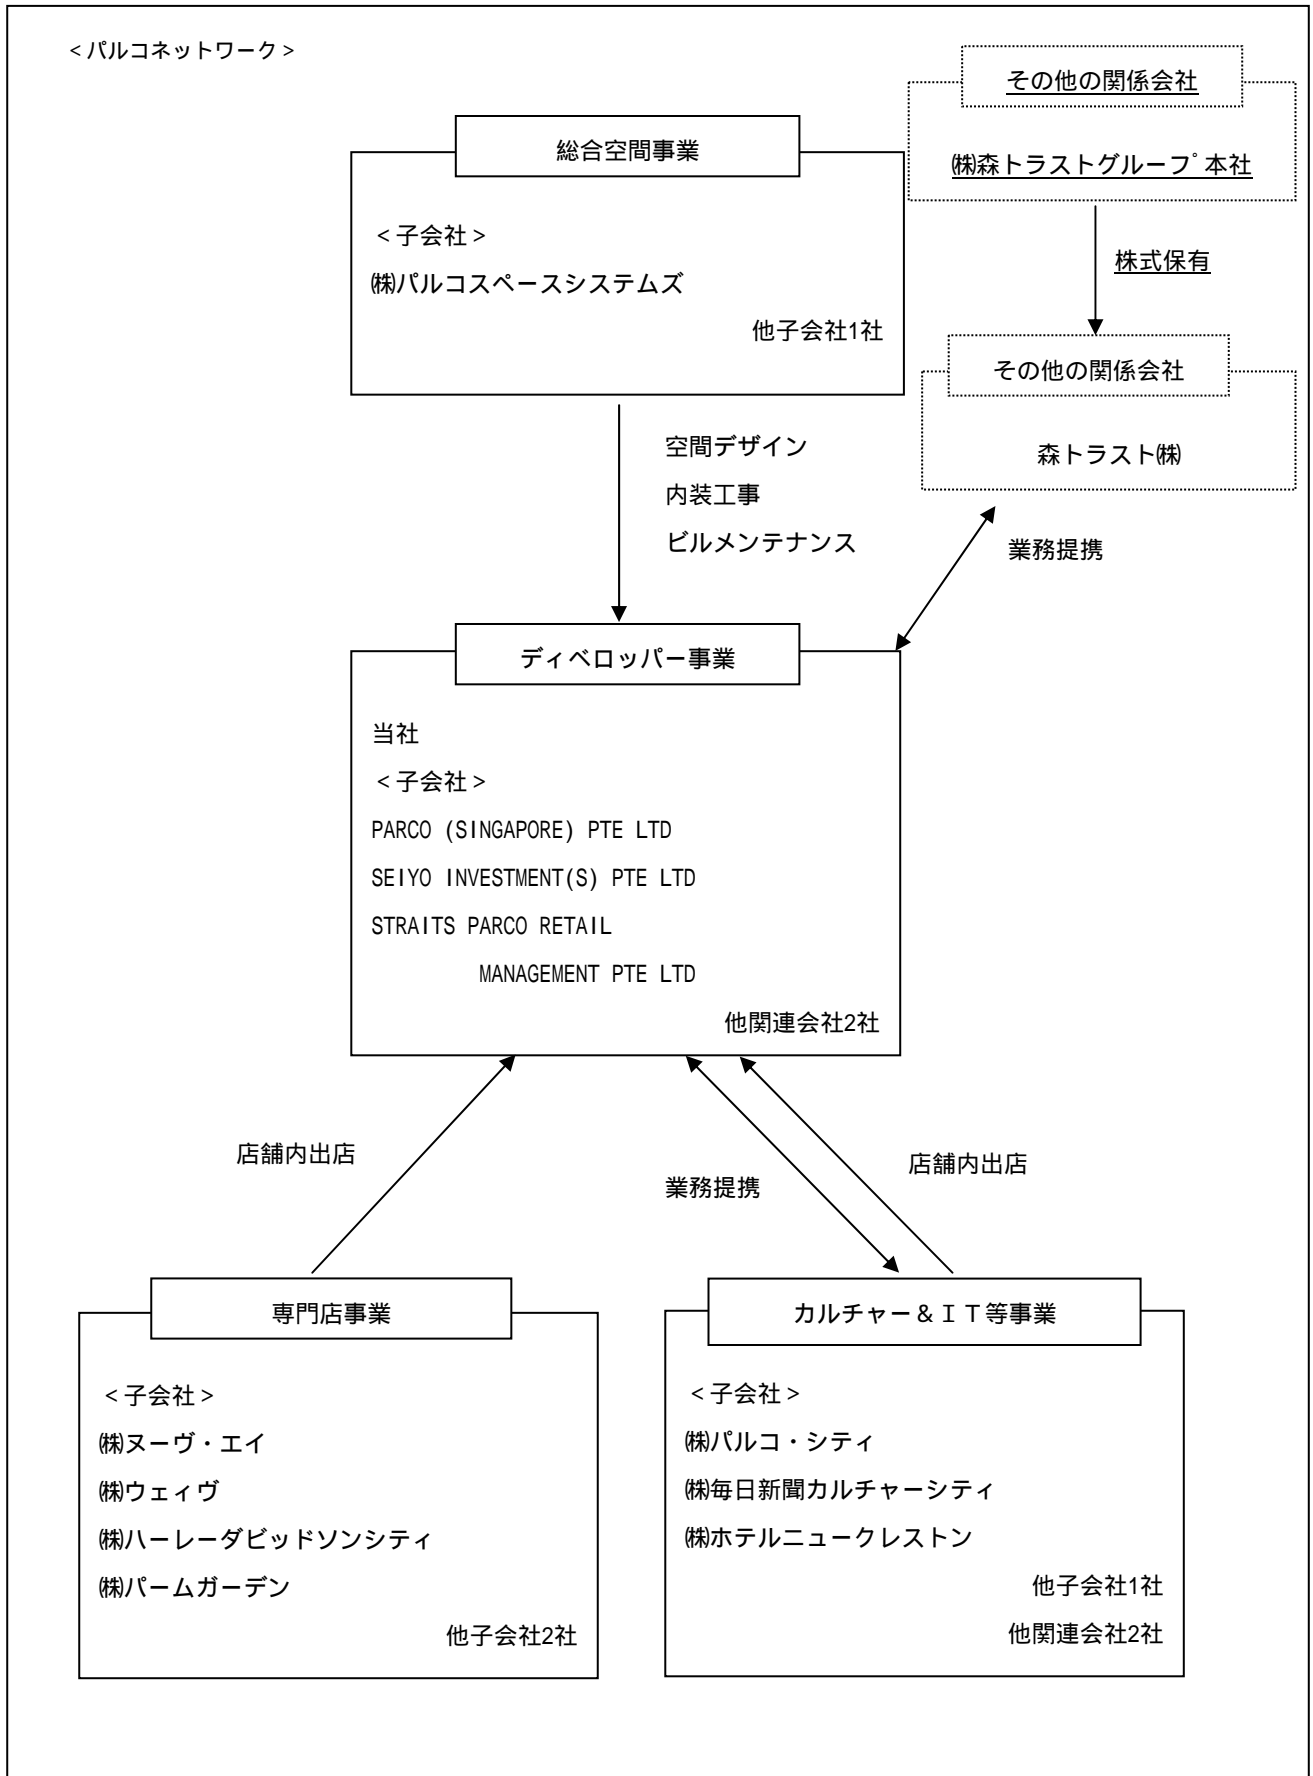 ＜パルコネットワーク＞
その他の関係会社
㈱森トラストグループ本社
株式保有
総合空間事業
＜子会社＞
㈱パルコスペースシステムズ
他子会社1社
その他の関係会社
森トラスト㈱
空間デザイン
内装工事
ビルメンテナンス
業務提携
ディベロッパー事業
当社
＜子会社＞
PARCO (SINGAPORE) PTE LTD
SEIYO INVESTMENT(S) PTE LTD
STRAITS PARCO RETAIL
MANAGEMENT PTE LTD
他関連会社2社
店舗内出店
業務提携
店舗内出店
専門店事業
＜子会社＞
㈱ヌーヴ・エイ
㈱ウェィヴ
㈱ハーレーダビッドソンシティ
㈱パームガーデン
他子会社2社
カルチャー＆ＩＴ等事業
＜子会社＞
㈱パルコ・シティ
㈱毎日新聞カルチャーシティ
㈱ホテルニュークレストン
他子会社1社
他関連会社2社